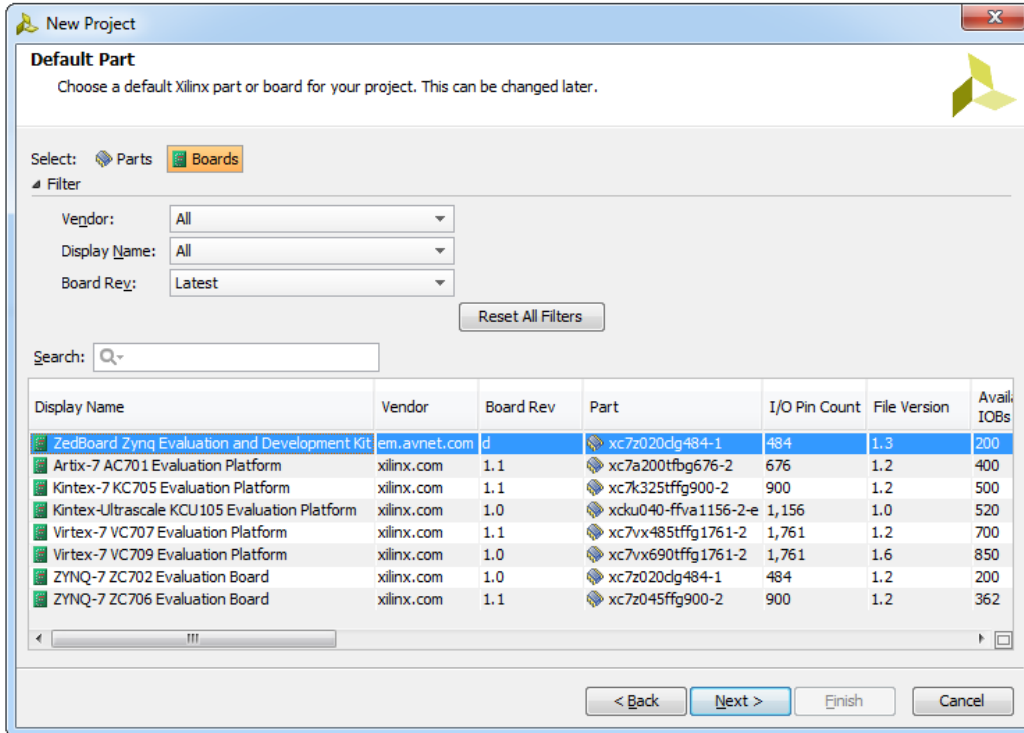 New Project
Default Part
Choose a default Xilinx part or board for your project. This can be changed later.
Select: Parts Boards
Filter
Vendor: All
Display Name: All
Board Rev: Latest
Reset All Filters
Search:
Display Name Vendor Board Rev Part I/O Pin Count File Version Avail IOBs
ZedBoard Zynq Evaluation and Development Kit em.avnet.com d xc7z020clg484-1 484 1.3 200
Artix-7 AC701 Evaluation Platform xilinx.com 1.1 xc7a200tfbg676-2 676 1.2 400
Kintex-7 KC705 Evaluation Platform xilinx.com 1.1 xc7k325tffg900-2 900 1.2 500
Kintex-Ultrascale KCU105 Evaluation Platform xilinx.com 1.0 xcku040-ffva1156-2-e 1,156 1.0 520
Virtex-7 VC707 Evaluation Platform xilinx.com 1.1 xc7vx485tffg1761-2 1,761 1.2 700
Virtex-7 VC709 Evaluation Platform xilinx.com 1.0 xc7vx690tffg1761-2 1,761 1.6 850
ZYNQ-7 ZC702 Evaluation Board xilinx.com 1.0 xc7z020clg484-1 484 1.2 200
ZYNQ-7 ZC706 Evaluation Board xilinx.com 1.1 xc7z045ffg900-2 900 1.2 362
< Back Next > Finish Cancel